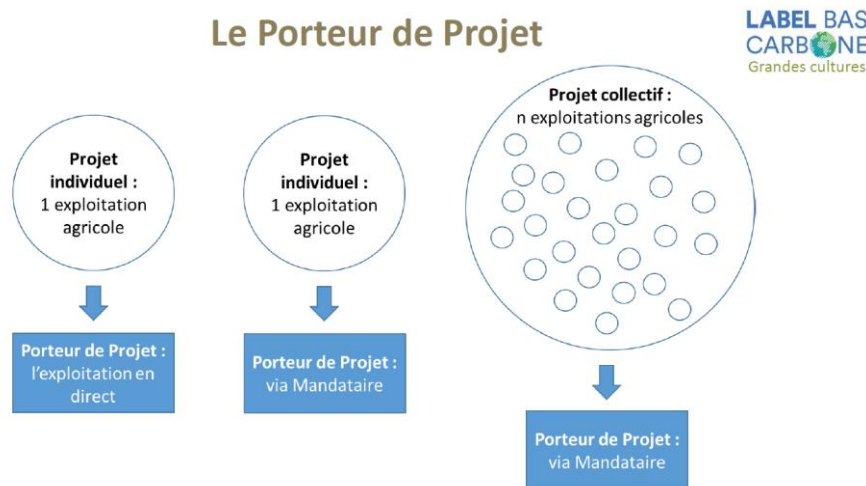 Le Porteur de Projet
LABEL BAS
CARBONE
Grandes cultures
Projet
individuel :
1 exploitation
agricole
Porteur de Projet :
l'exploitation en
direct
Projet
individuel :
1 exploitation
agricole
Porteur de Projet :
via Mandataire
Projet collectif :
n exploitations agricoles
Porteur de Projet :
via Mandataire